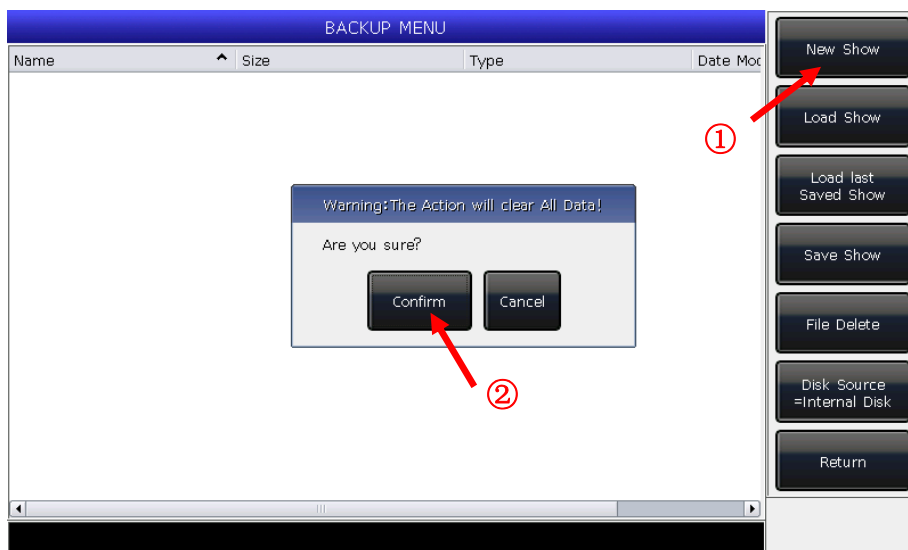 BACKUP MENU
Name Size Type Date Mod
Warning:The Action will clear All Data!
Are you sure?
Confirm Cancel
New Show
①
Load Show
Load last
Saved Show
Save Show
File Delete
②
Disk Source
=Internal Disk
Return